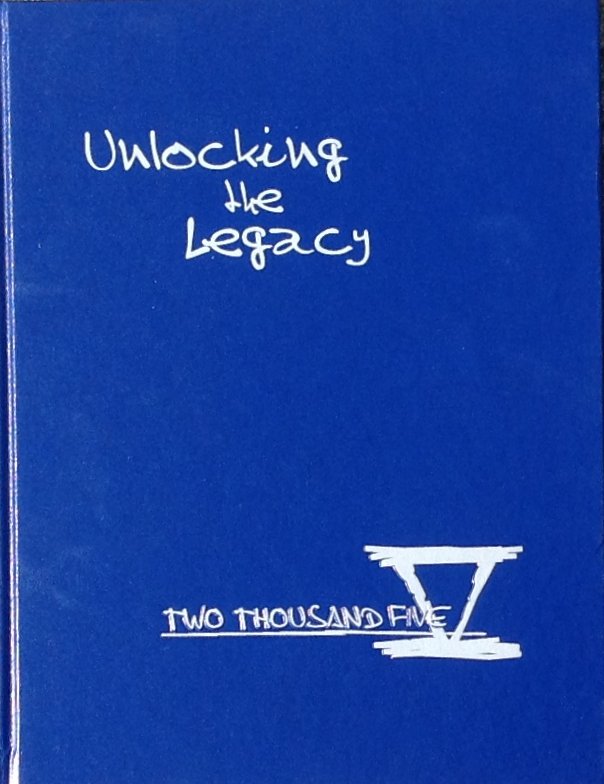 Unlocking
the
Legacy
V
TWO THOUSAND FIVE